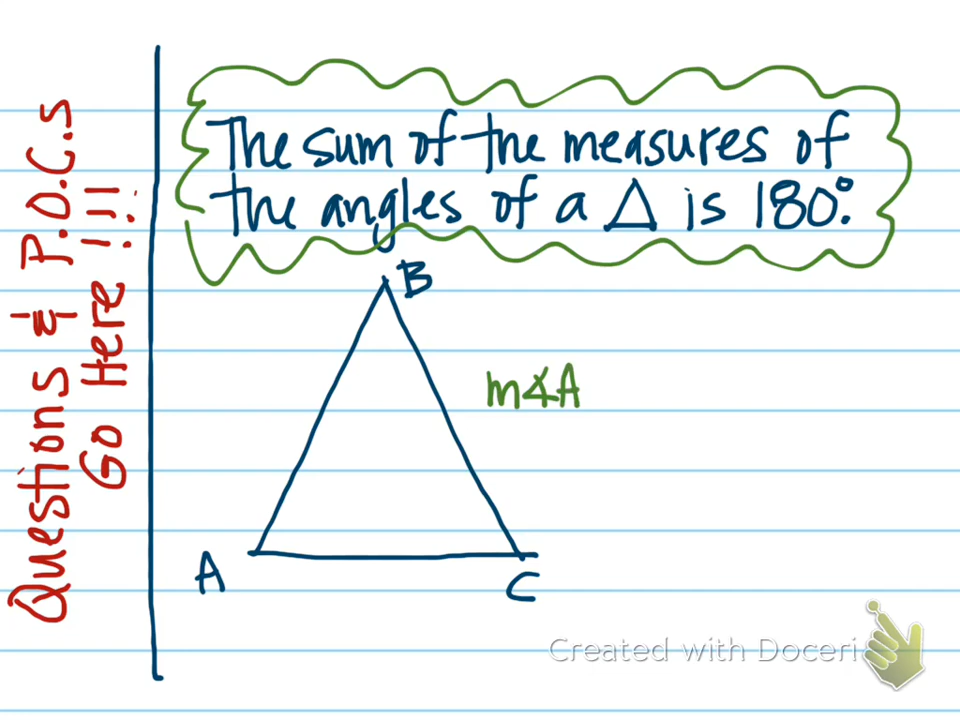 Questions & P.O.C.s
Go Here !!!
The sum of the measures of
the angles of a △ is 180°.
B
m∡A
A
C
Created with Doceri